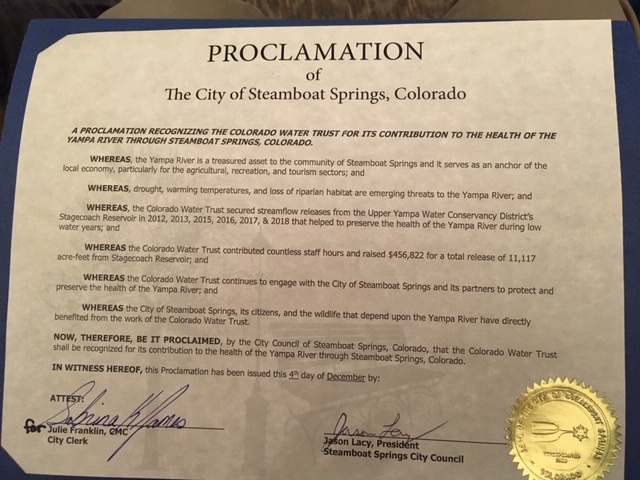 PROCLAMATION
of
The City of Steamboat Springs, Colorado
A PROCLAMATION RECOGNIZING THE COLORADO WATER TRUST FOR ITS CONTRIBUTION TO THE HEALTH OF THE
YAMPA RIVER THROUGH STEAMBOAT SPRINGS, COLORADO.
WHEREAS, the Yampa River is a treasured asset to the community of Steamboat Springs and it serves as an anchor of the
local economy, particularly for the agricultural, recreation, and tourism sectors; and
WHEREAS, drought, warming temperatures, and loss of riparian habitat are emerging threats to the Yampa River; and
WHEREAS, the Colorado Water Trust secured streamflow releases from the Upper Yampa Water Conservancy District's
Stagecoach Reservoir in 2012, 2013, 2015, 2016, 2017, & 2018 that helped to preserve the health of the Yampa River during low
water years; and
WHEREAS the Colorado Water Trust contributed countless staff hours and raised $456,822 for a total release of 11,117
acre-feet from Stagecoach Reservoir; and
WHEREAS the Colorado Water Trust continues to engage with the City of Steamboat Springs and its partners to protect and
preserve the health of the Yampa River; and
WHEREAS the City of Steamboat Springs, its citizens, and the wildlife that depend upon the Yampa River have directly
benefited from the work of the Colorado Water Trust.
NOW, THEREFORE, BE IT PROCLAIMED, by the City Council of Steamboat Springs, Colorado, that the Colorado Water Trust
shall be recognized for its contribution to the health of the Yampa River through Steamboat Springs, Colorado.
IN WITNESS HEREOF, this Proclamation has been issued this 4th day of December by:
ATTEST:
for Julie Franklin, CMC
City Clerk
Jason Lacy
Jason Lacy, President
Steamboat Springs City Council